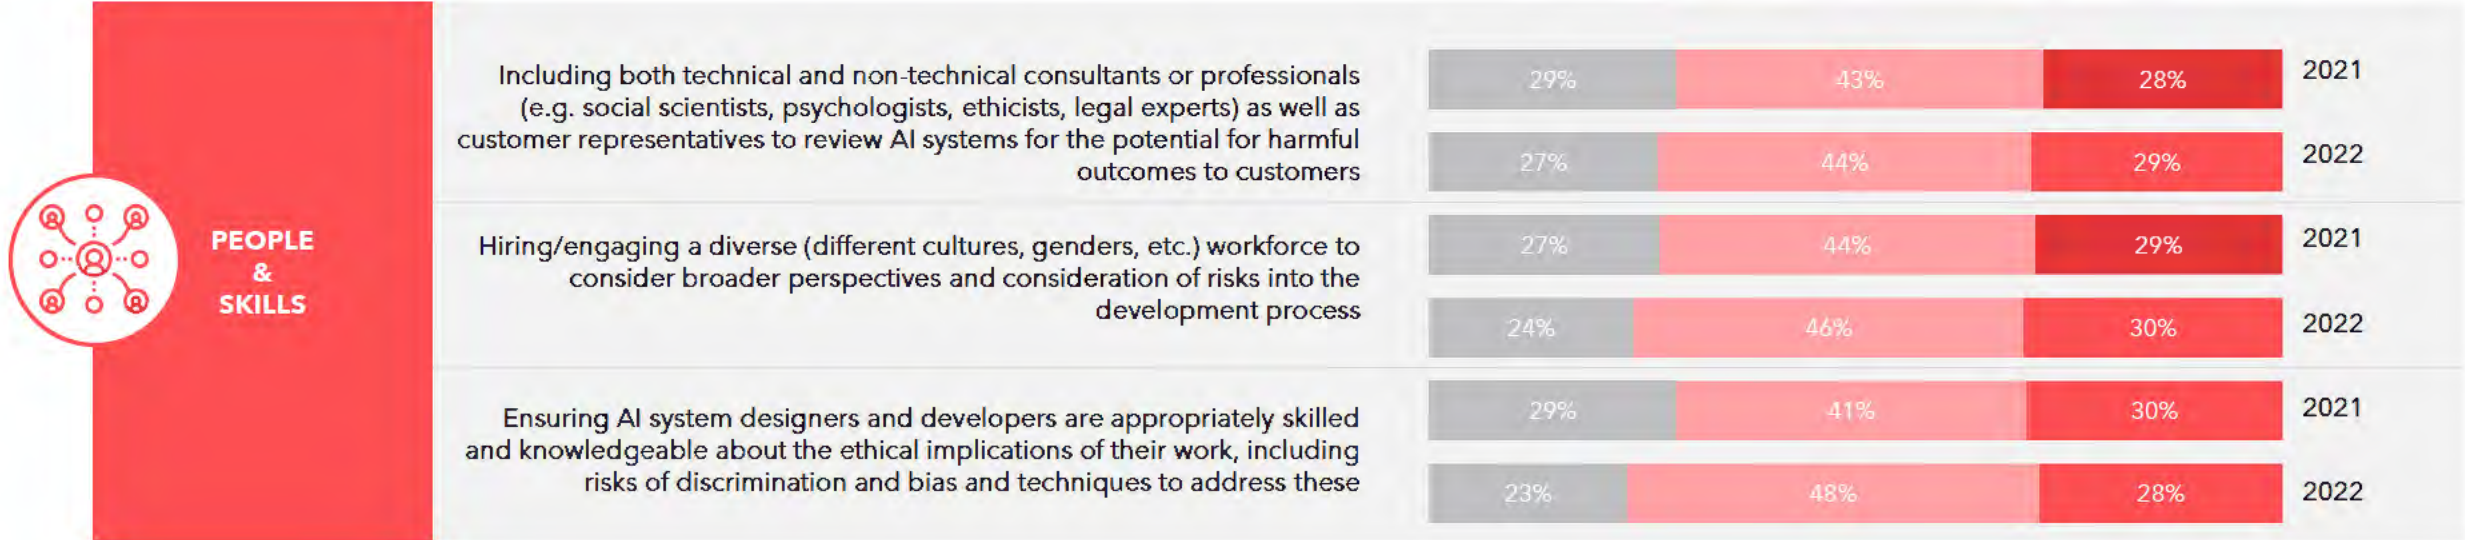 PEOPLE
&
SKILLS
Including both technical and non-technical consultants or professionals
(e.g. social scientists, psychologists, ethicists, legal experts) as well as
customer representatives to review AI systems for the potential for harmful
outcomes to customers
29% 43% 28% 2021
27% 44% 29% 2022
Hiring/engaging a diverse (different cultures, genders, etc.) workforce to
consider broader perspectives and consideration of risks into the
development process
27% 44% 29% 2021
24% 46% 30% 2022
Ensuring AI system designers and developers are appropriately skilled
and knowledgeable about the ethical implications of their work, including
risks of discrimination and bias and techniques to address these
29% 41% 30% 2021
23% 48% 28% 2022